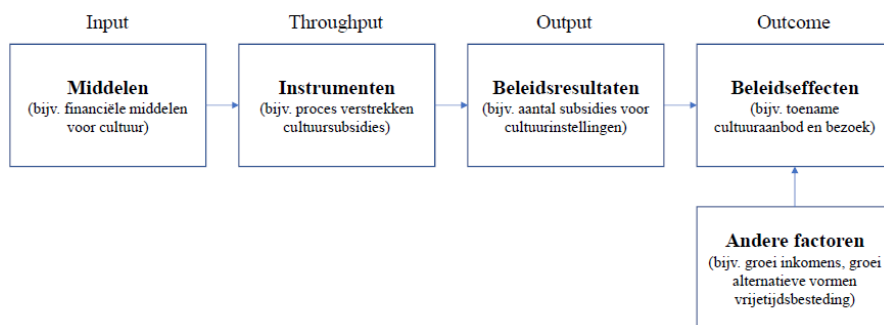 Input
Throughput
Output
Outcome
Middelen
(bijv. financiële middelen
voor cultuur)
Instrumenten
(bijv. proces verstrekken
cultuursubsidies)
Beleidsresultaten
(bijv. aantal subsidies voor
cultuurinstellingen)
Beleidseffecten
(bijv. toename
cultuuraanbod en bezoek)
Andere factoren
(bijv. groei inkomens, groei
alternatieve vormen
vrijetijdsbesteding)